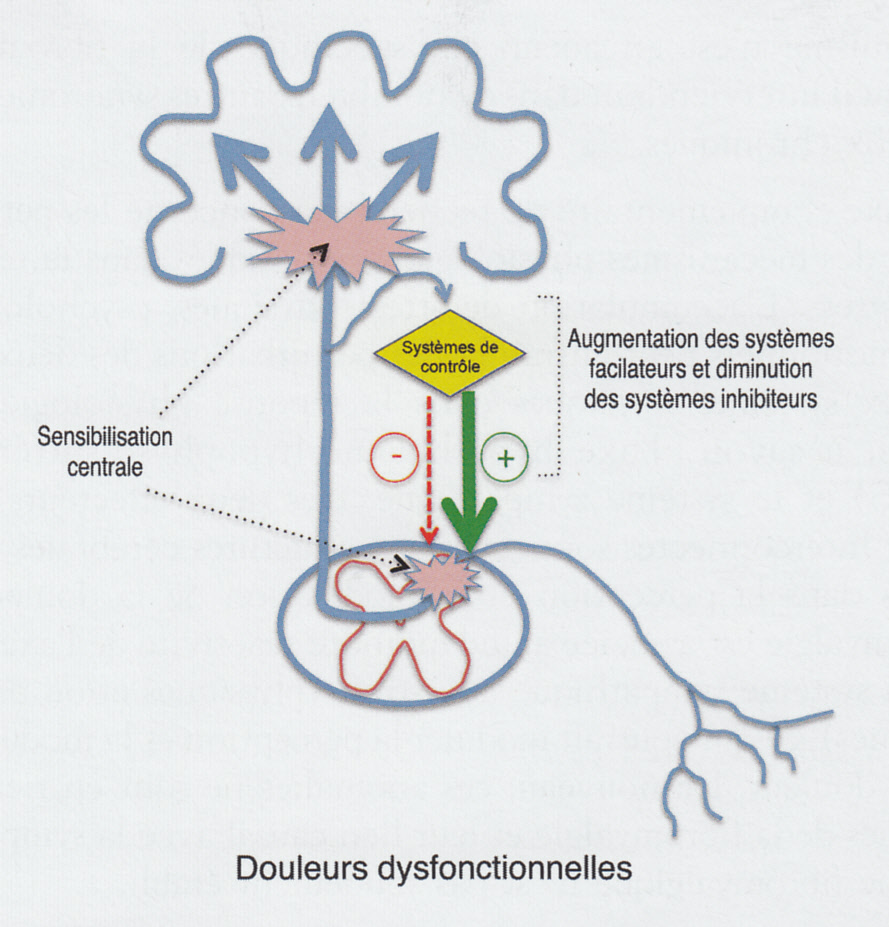 Systèmes de
contrôle
Augmentation des systèmes
facilateurs et diminution
des systèmes inhibiteurs
Sensibilisation
centrale
-
+
Douleurs dysfonctionnelles